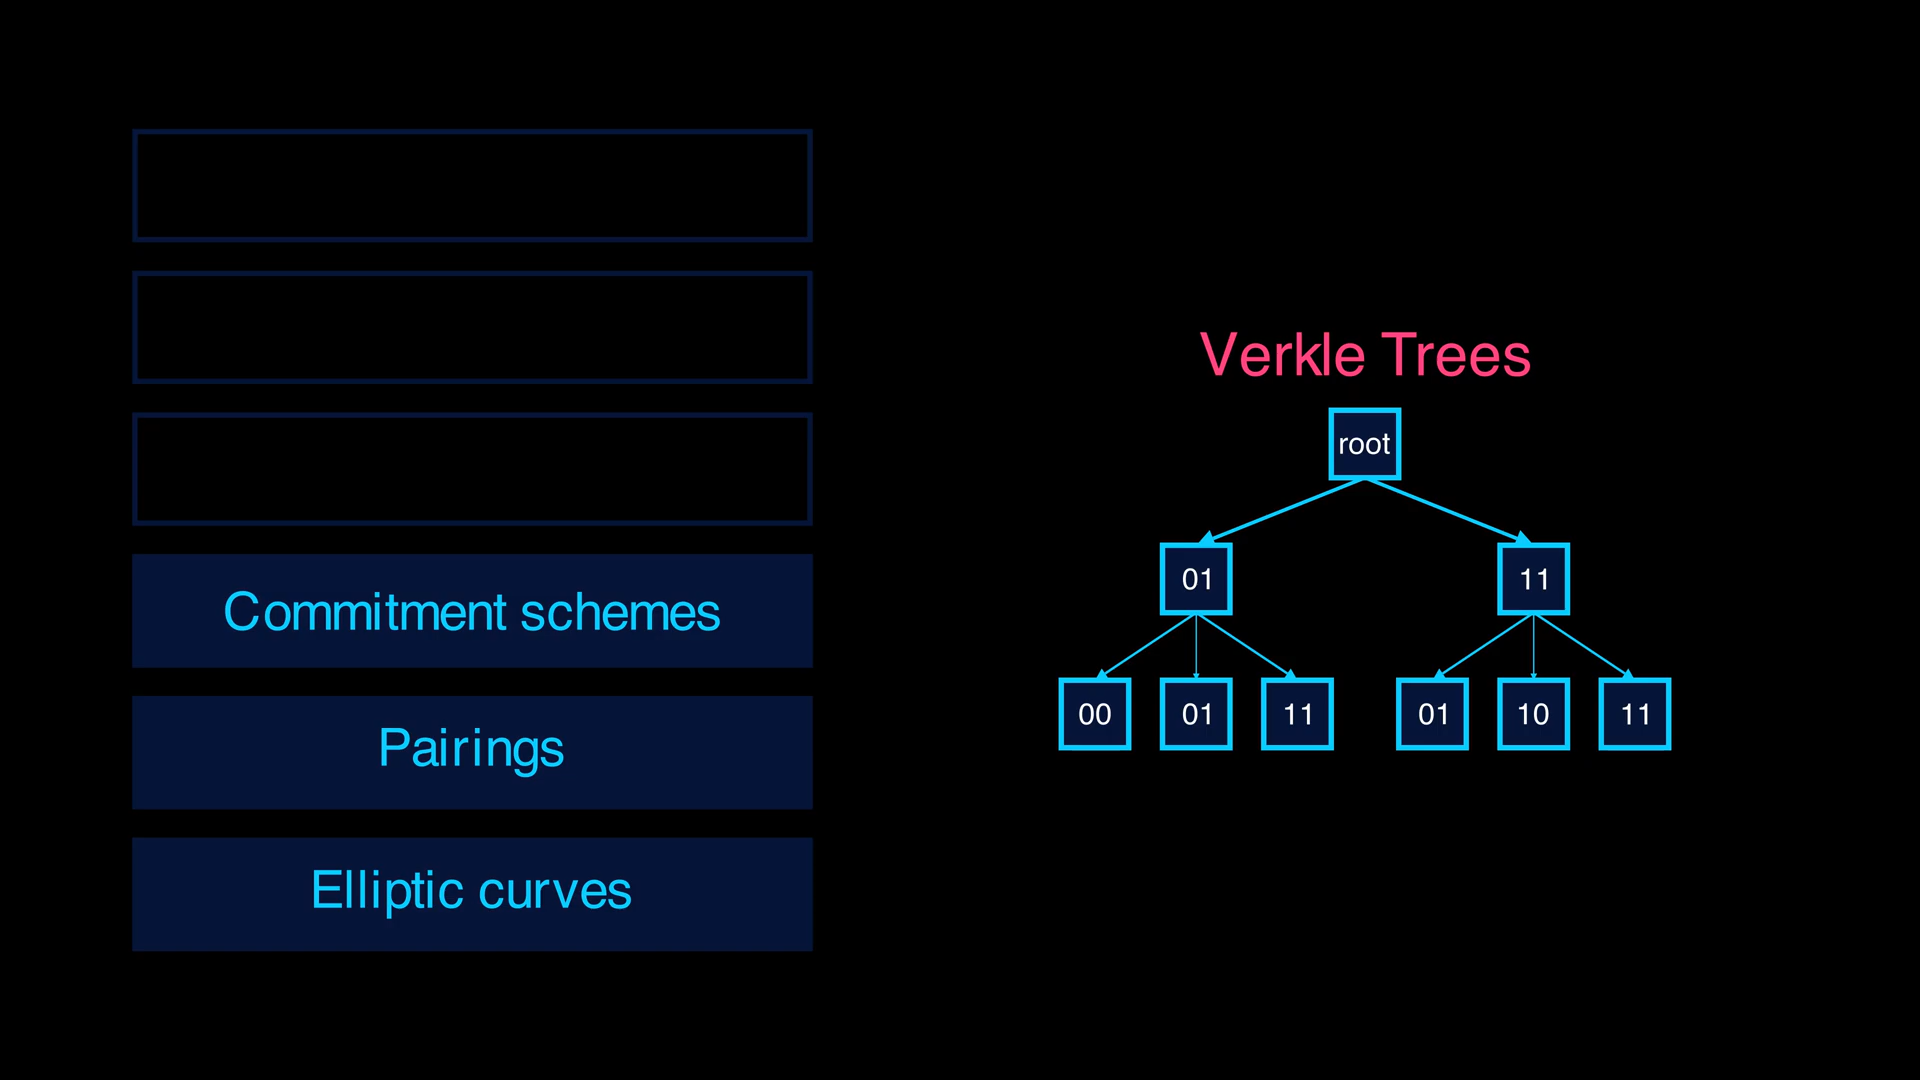 Commitment schemes
Pairings
Elliptic curves
Verkle Trees
root
01 11
00 01 11 01 10 11